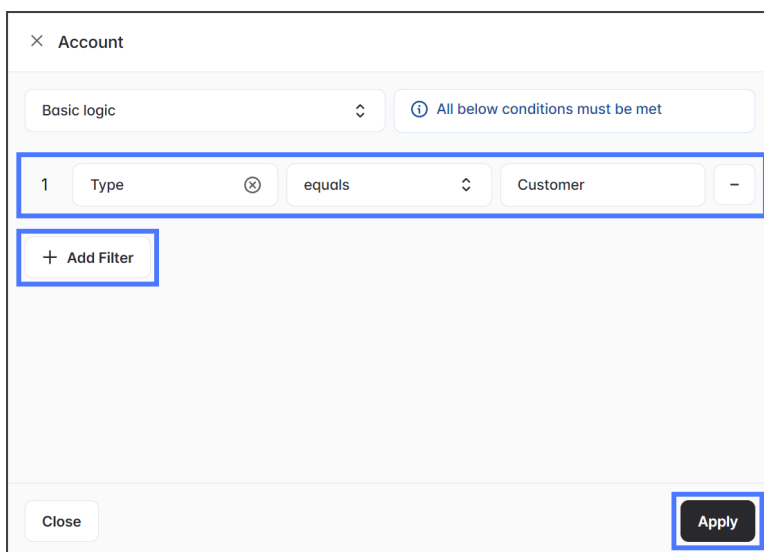 Account
Basic logic
All below conditions must be met
1 Type equals Customer
+ Add Filter
Close
Apply